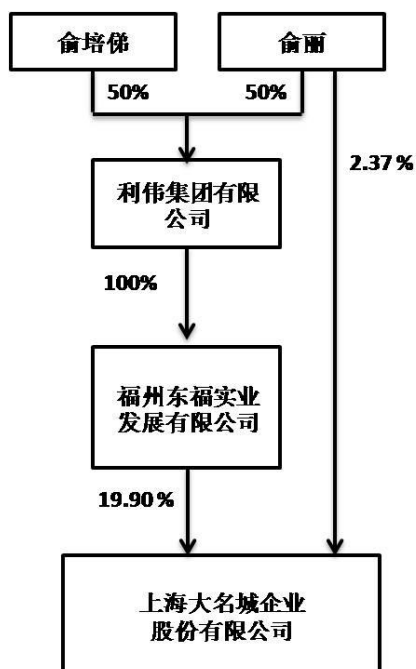 俞培俤
俞丽
50%
50%
2.37%
利伟集团有限
公司
100%
福州东福实业
发展有限公司
19.90%
上海大名城企业
股份有限公司